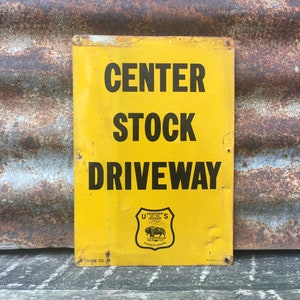 CENTER
STOCK
DRIVEWAY
U S